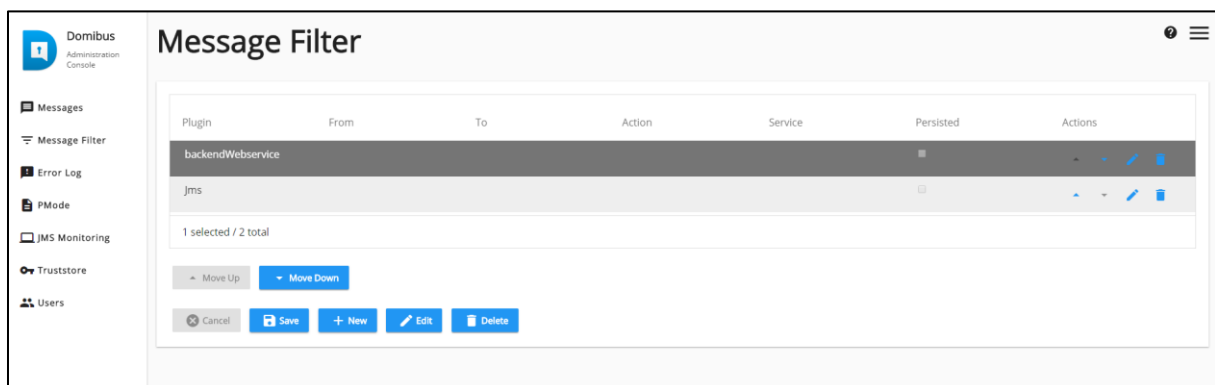 Domibus
Administration
Console
Message Filter
Messages
Message Filter
Error Log
PMode
JMS Monitoring
Truststore
Users
Plugin From To Action Service Persisted Actions
backendWebservice
Jms
1 selected / 2 total
Move Up Move Down
Cancel Save New Edit Delete